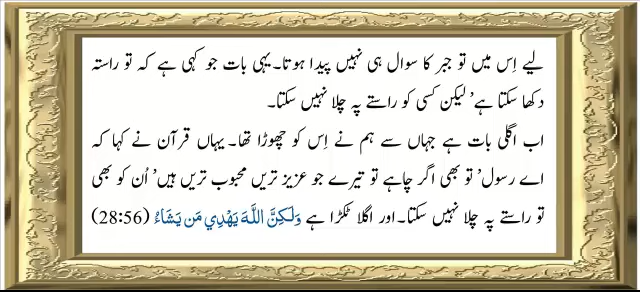 لیے اِس میں تو جبر کا سوال ہی نہیں پیدا ہوتا۔ یہی بات جو کہی ہے کہ تو راستہ
دکھا سکتا ہے’ لیکن کسی کو راستے پہ چلا نہیں سکتا۔
اب اگلی بات ہے جہاں سے ہم نے اِس کو چھوڑا تھا۔ یہاں قرآن نے کہا کہ
اے رسول’ تو بھی اگر چاہے تو تیرے جو عزیز تریں محبوب تریں ہیں’ اُن کو بھی
تو راستے پہ چلا نہیں سکتا۔ اور اگلا ٹکڑا ہے وَلَـٰكِنَّ اللَّهَ يَهْدِي مَن يَشَاءُ (28:56)